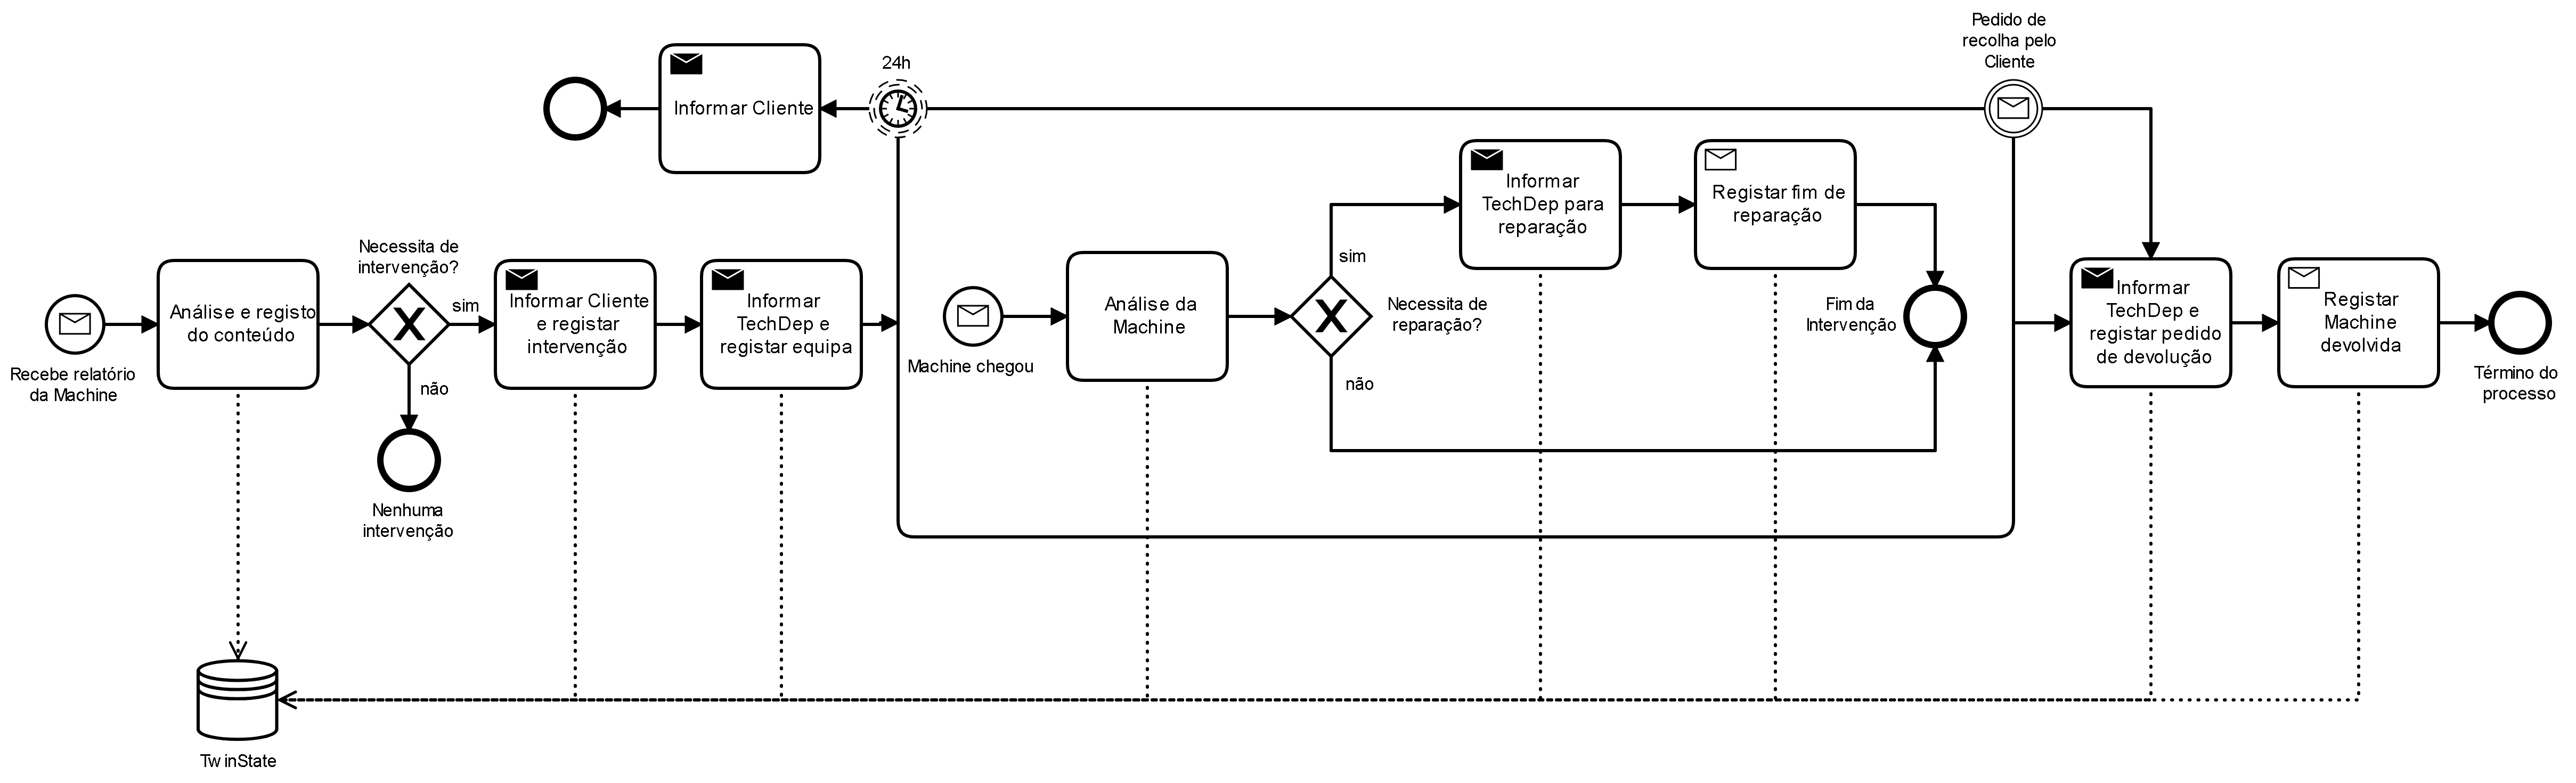 Pedido de
recolha pelo
Cliente
24h
Informar Cliente
Informar
TechDep para
reparação
Registar fim de
reparação
Necessita de
intervenção?
sim
sim
Recebe relatório
da Machine
Análise e registo
do conteúdo
não
Nenhuma
intervenção
Informar Cliente
e registar
intervenção
Informar
TechDep e
registar equipa
Machine chegou
Análise da
Machine
Necessita de
reparação?
não
Fim da
Intervenção
Informar
TechDep e
registar pedido
de devolução
Registar
Machine
devolvida
Término do
processo
TwinState